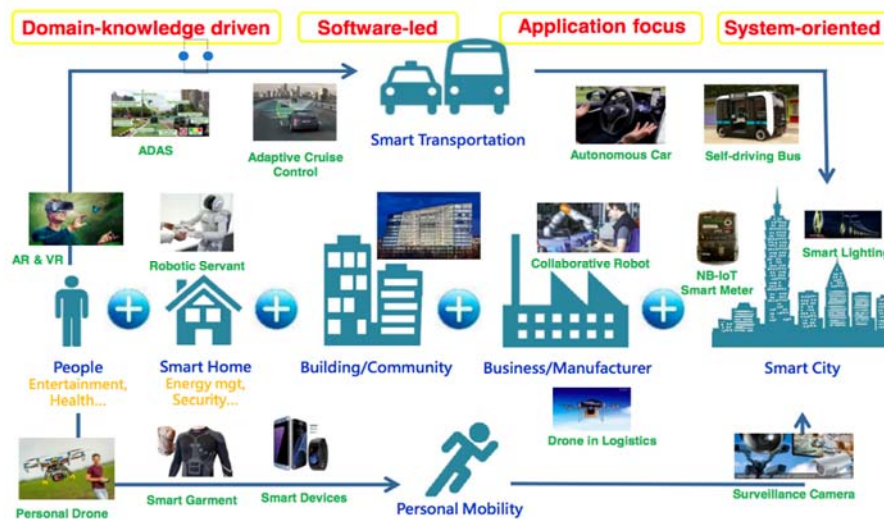 Domain-knowledge driven
Software-led
Application focus
System-oriented
ADAS
Adaptive Cruise
Control
Smart Transportation
Autonomous Car
Self-driving Bus
AR & VR
Robotic Servant
Collaborative Robot
NB-IoT
Smart Meter
Smart Lighting
People
Entertainment,
Health...
Smart Home
Energy mgt,
Security...
Building/Community
Business/Manufacturer
Smart City
Drone in Logistics
Personal Drone
Smart Garment
Smart Devices
Personal Mobility
Surveillance Camera